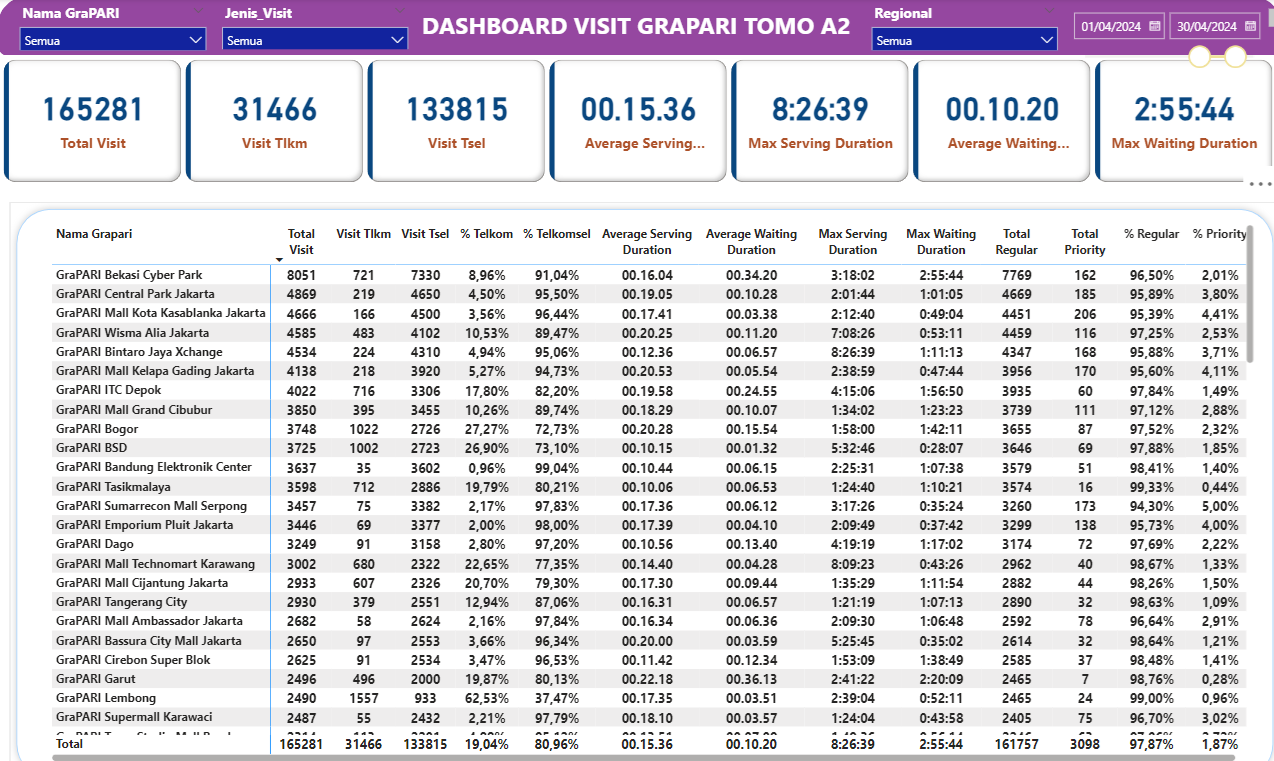 Nama GraPARI Jenis_Visit DASHBOARD VISIT GRAPARI TOMO A2 Regional
Semua Semua Semua 01/04/2024 30/04/2024
165281 31466 133815 00.15.36 8:26:39 00.10.20 2:55:44
Total Visit Visit Tlkm Visit Tsel Average Serving... Max Serving Duration Average Waiting... Max Waiting Duration
Nama Grapari Total Visit Visit Tlkm Visit Tsel % Telkom % Telkomsel Average Serving Duration Average Waiting Duration Max Serving Duration Max Waiting Duration Total Regular Total Priority % Regular % Priority
GraPARI Bekasi Cyber Park 8051 721 7330 8,96% 91,04% 00.16.04 00.34.20 3:18:02 2:55:44 7769 162 96,50% 2,01%
GraPARI Central Park Jakarta 4869 219 4650 4,50% 95,50% 00.19.05 00.10.28 2:01:44 1:01:05 4669 185 95,89% 3,80%
GraPARI Mall Kota Kasablanka Jakarta 4666 166 4500 3,56% 96,44% 00.17.41 00.03.38 2:12:40 0:49:04 4451 206 95,39% 4,41%
GraPARI Wisma Alia Jakarta 4585 483 4102 10,53% 89,47% 00.20.25 00.11.20 7:08:26 0:53:11 4459 116 97,25% 2,53%
GraPARI Bintaro Jaya Xchange 4534 224 4310 4,94% 95,06% 00.12.36 00.06.57 8:26:39 1:11:13 4347 168 95,88% 3,71%
GraPARI Mall Kelapa Gading Jakarta 4138 218 3920 5,27% 94,73% 00.20.53 00.05.54 2:38:59 0:47:44 3956 170 95,60% 4,11%
GraPARI ITC Depok 4022 716 3306 17,80% 82,20% 00.19.58 00.24.55 4:15:06 1:56:50 3935 60 97,84% 1,49%
GraPARI Mall Grand Cibubur 3850 395 3455 10,26% 89,74% 00.18.29 00.10.07 1:34:02 1:23:23 3739 111 97,12% 2,88%
GraPARI Bogor 3748 1022 2726 27,27% 72,73% 00.20.28 00.15.54 1:58:00 1:42:11 3655 87 97,52% 2,32%
GraPARI BSD 3725 1002 2723 26,90% 73,10% 00.10.15 00.01.32 5:32:46 0:28:07 3646 69 97,88% 1,85%
GraPARI Bandung Elektronik Center 3637 35 3602 0,96% 99,04% 00.10.44 00.06.15 2:25:31 1:07:38 3579 51 98,41% 1,40%
GraPARI Tasikmalaya 3598 712 2886 19,79% 80,21% 00.10.06 00.06.53 1:24:40 1:10:21 3574 16 99,33% 0,44%
GraPARI Sumarrecon Mall Serpong 3457 75 3382 2,17% 97,83% 00.17.36 00.06.12 3:17:26 0:35:24 3260 173 94,30% 5,00%
GraPARI Emporium Pluit Jakarta 3446 69 3377 2,00% 98,00% 00.17.39 00.04.10 2:09:49 0:37:42 3299 138 95,73% 4,00%
GraPARI Dago 3249 91 3158 2,80% 97,20% 00.10.56 00.13.40 4:19:19 1:17:02 3174 72 97,69% 2,22%
GraPARI Mall Technomart Karawang 3002 680 2322 22,65% 77,35% 00.14.40 00.04.28 8:09:23 0:43:26 2962 40 98,67% 1,33%
GraPARI Mall Cijantung Jakarta 2933 607 2326 20,70% 79,30% 00.17.30 00.09.44 1:35:29 1:11:54 2882 44 98,26% 1,50%
GraPARI Tangerang City 2930 379 2551 12,94% 87,06% 00.16.31 00.06.57 1:21:19 1:07:13 2890 32 98,63% 1,09%
GraPARI Mall Ambassador Jakarta 2682 58 2624 2,16% 97,84% 00.16.34 00.06.36 2:09:30 1:06:48 2592 78 96,64% 2,91%
GraPARI Bassura City Mall Jakarta 2650 97 2553 3,66% 96,34% 00.20.00 00.03.59 5:25:45 0:35:02 2614 32 98,64% 1,21%
GraPARI Cirebon Super Blok 2625 91 2534 3,47% 96,53% 00.11.42 00.12.34 1:53:09 1:38:49 2585 37 98,48% 1,41%
GraPARI Garut 2496 496 2000 19,87% 80,13% 00.22.18 00.36.13 2:41:22 2:20:09 2465 7 98,76% 0,28%
GraPARI Lembong 2490 1557 933 62,53% 37,47% 00.17.35 00.03.51 2:39:04 0:52:11 2465 24 99,00% 0,96%
GraPARI Supermall Karawaci 2487 55 2432 2,21% 97,79% 00.18.10 00.03.57 1:24:04 0:43:58 2405 75 96,70% 3,02%
Total 165281 31466 133815 19,04% 80,96% 00.15.36 00.10.20 8:26:39 2:55:44 161757 3098 97,87% 1,87%